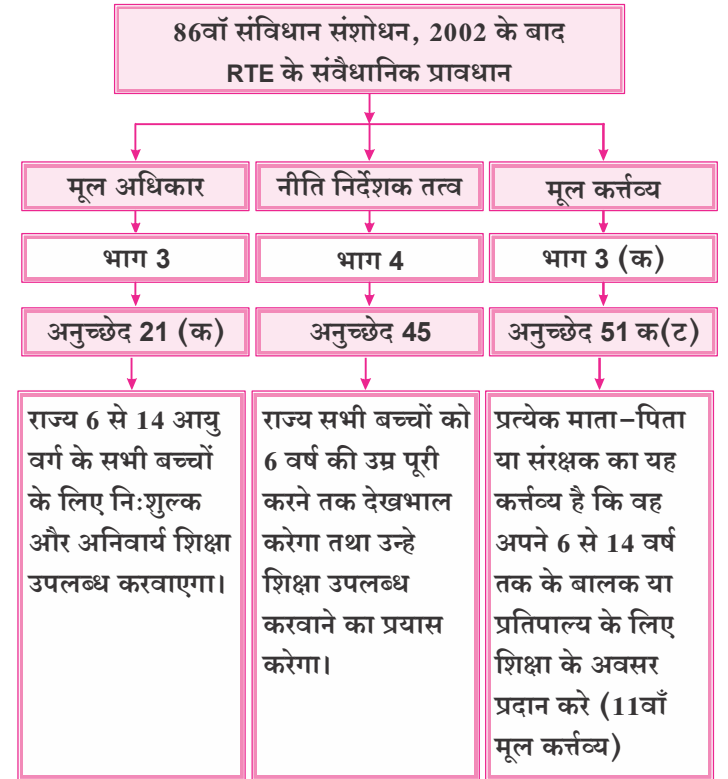 86वाॅ संविधान संशोधन, 2002 के बाद
RTE के संवैधानिक प्रावधान
मूल अधिकार
नीति निर्देशक तत्व
मूल कर्त्तव्य
भाग 3
भाग 4
भाग 3 (क)
अनुच्छेद 21 (क)
अनुच्छेद 45
अनुच्छेद 51 क(ट)
राज्य 6 से 14 आयु
वर्ग के सभी बच्चों
के लिए निःशुल्क
और अनिवार्य शिक्षा
उपलब्ध करवाएगा।
राज्य सभी बच्चों को
6 वर्ष की उम्र पूरी
करने तक देखभाल
करेगा तथा उन्हे
शिक्षा उपलब्ध
करवाने का प्रयास
करेगा।
प्रत्येक माता-पिता
या संरक्षक का यह
कर्त्तव्य है कि वह
अपने 6 से 14 वर्ष
तक के बालक या
प्रतिपाल्य के लिए
शिक्षा के अवसर
प्रदान करे (11वाँ
मूल कर्त्तव्य)